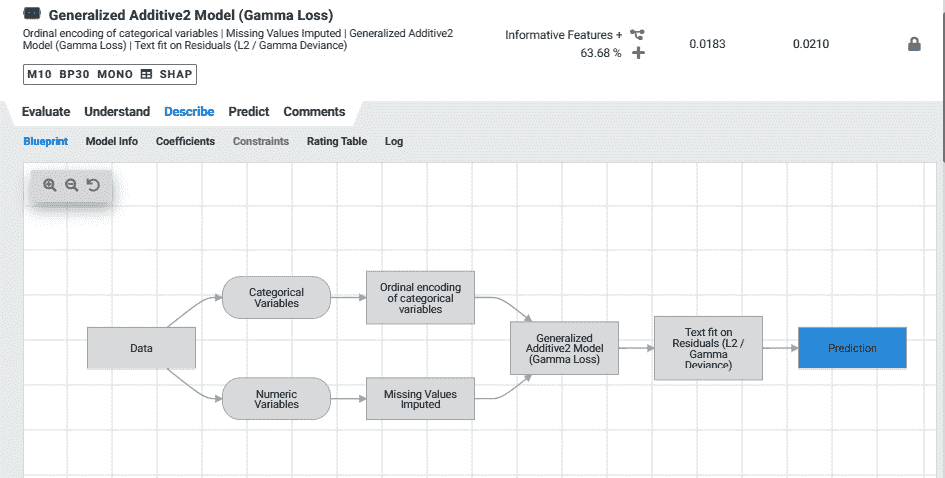 Generalized Additive2 Model (Gamma Loss)
Ordinal encoding of categorical variables | Missing Values Imputed | Generalized Additive2
Model (Gamma Loss) | Text fit on Residuals (L2 / Gamma Deviance)
M10 BP30 MONO SHAP
Informative Features +
63.68 %
0.0183
0.0210
Evaluate Understand Describe Predict Comments
Blueprint Model Info Coefficients Constraints Rating Table Log
Data
Categorical
Variables
Ordinal encoding
of categorical
variables
Numeric
Variables
Missing Values
Imputed
Generalized
Additive2 Model
(Gamma Loss)
Text fit on
Residuals (L2 /
Gamma
Deviance)
Prediction